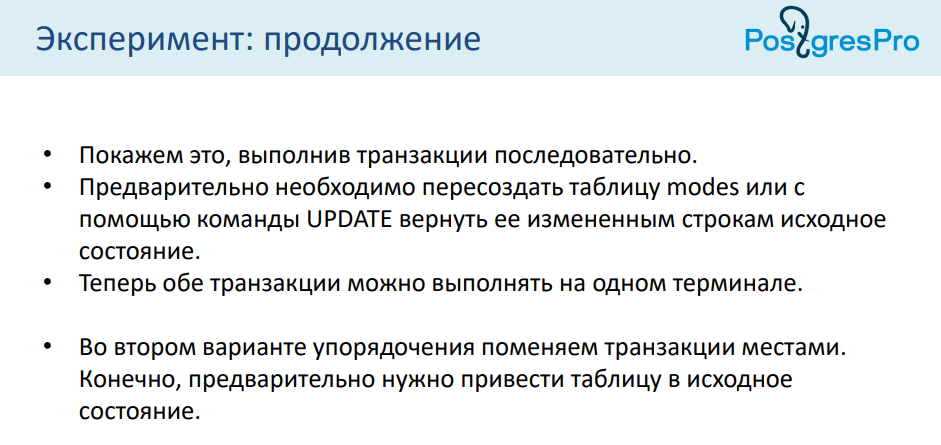 Эксперимент: продолжение
PostgresPro
• Покажем это, выполнив транзакции последовательно.
• Предварительно необходимо пересоздать таблицу modes или с
помощью команды UPDATE вернуть ее измененным строкам исходное
состояние.
• Теперь обе транзакции можно выполнять на одном терминале.
• Во втором варианте упорядочения поменяем транзакции местами.
Конечно, предварительно нужно привести таблицу в исходное
состояние.